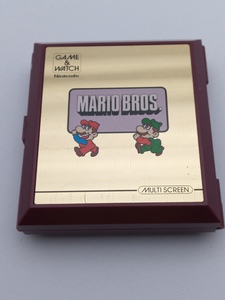 GAME &
WATCH
Nintendo
MARIO BROS.
MULTI SCREEN